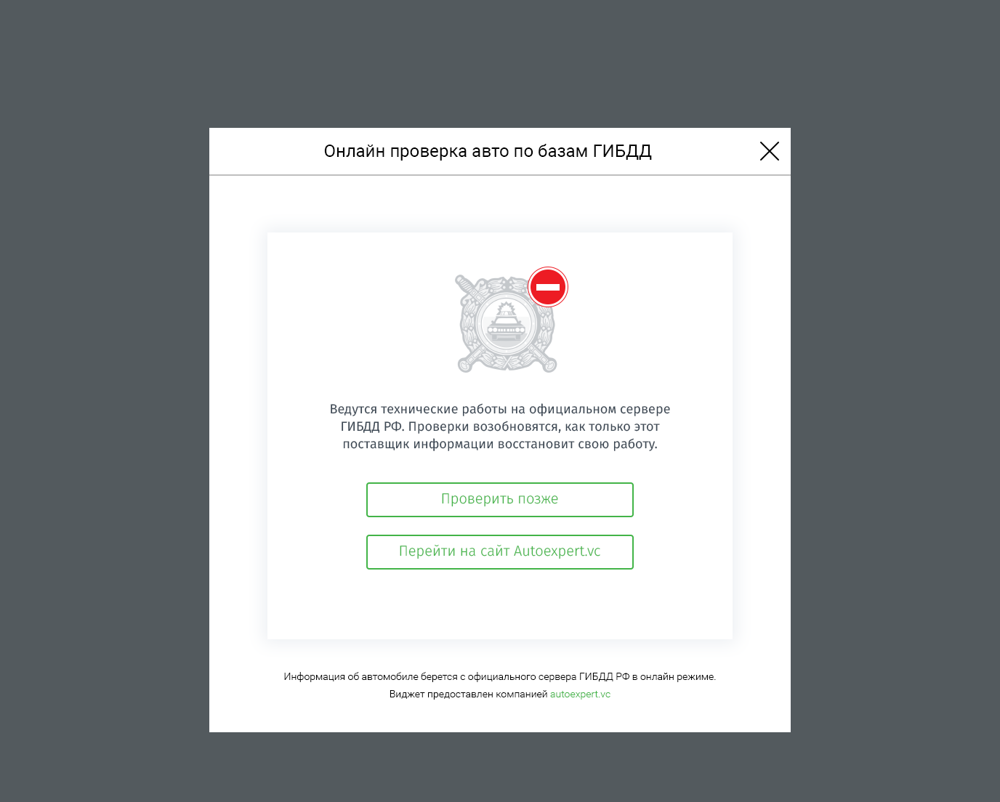 Онлайн проверка авто по базам ГИБДД
Ведутся технические работы на официальном сервере
ГИБДД РФ. Проверки возобновятся, как только этот
поставщик информации восстановит свою работу.
Проверить позже
Перейти на сайт Autoexpert.vc
Информация об автомобиле берется с официального сервера ГИБДД РФ в онлайн режиме.
Виджет предоставлен компанией autoexpert.vc